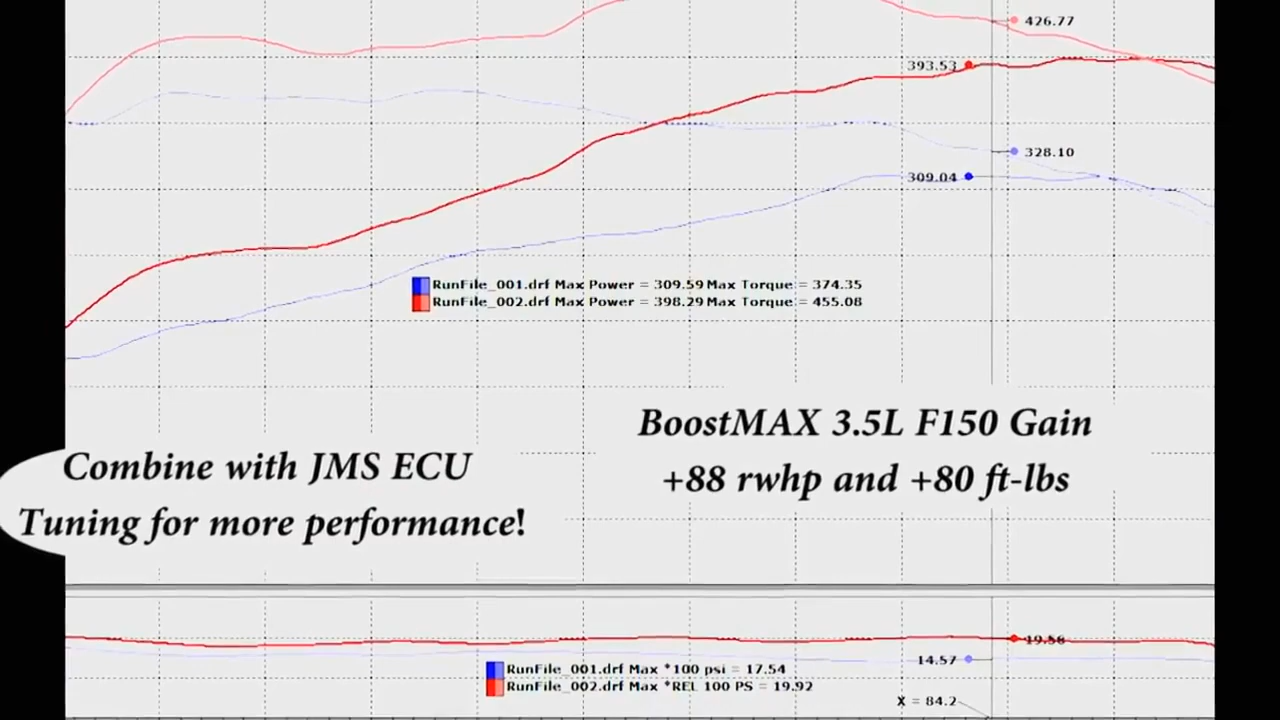 426.77
393.53
328.10
309.04
RunFile_001.drf Max Power = 309.59 Max Torque = 374.35
RunFile_002.drf Max Power = 398.29 Max Torque = 455.08
BoostMAX 3.5L F150 Gain
+88 rwhp and +80 ft-lbs
Combine with JMS ECU
Tuning for more performance!
19.58
14.57
RunFile_001.drf Max *100 psi = 17.54
RunFile_002.drf Max *REL 100 PS = 19.92
X = 84.2